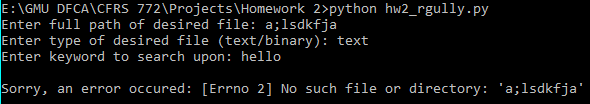 E:\GMU DFCA\CFRS 772\Projects\Homework 2>python hw2_rgully.py
Enter full path of desired file: a;lsdkfja
Enter type of desired file (text/binary): text
Enter keyword to search upon: hello
Sorry, an error occured: [Errno 2] No such file or directory: 'a;lsdkfja'